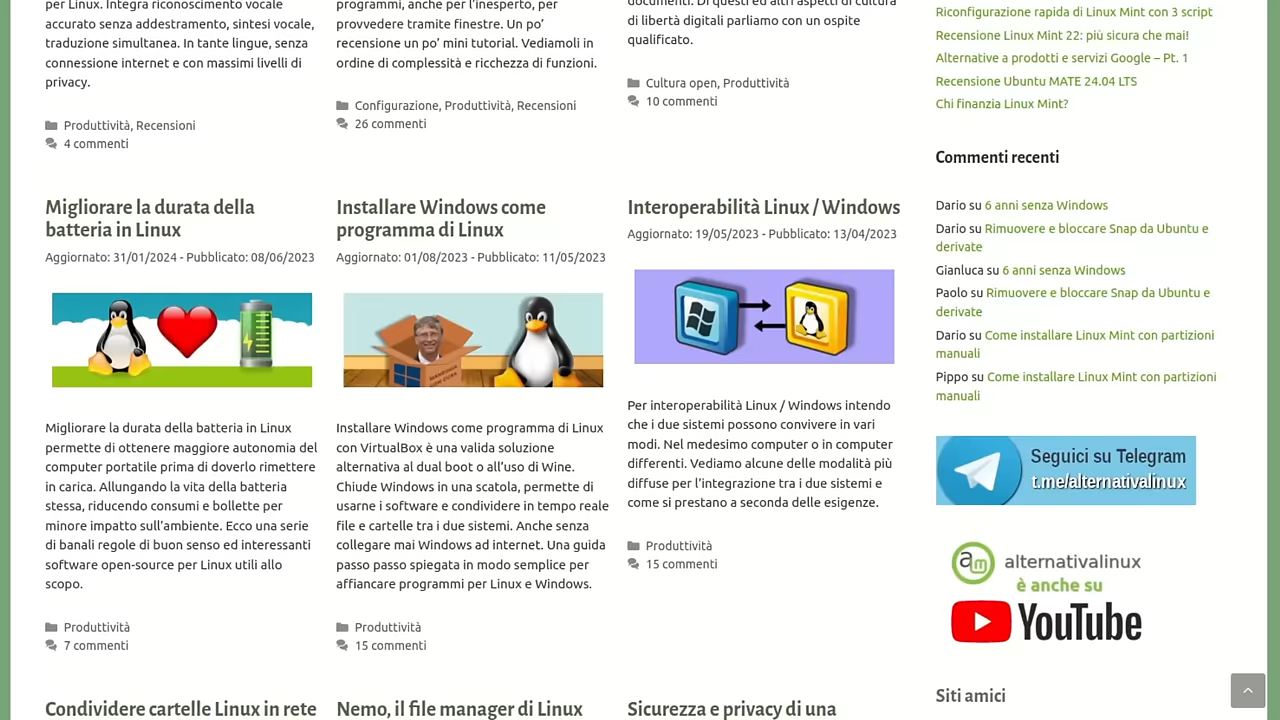 per Linux. Integra riconoscimento vocale
accurato senza addestramento, sintesi vocale,
traduzione simultanea. In tante lingue, senza
connessione internet e con massimi livelli di
privacy.
Produttività, Recensioni
4 commenti
programmi, anche per l'inesperto, per
provvedere tramite finestre. Un po'
recensione un po' mini tutorial. Vediamoli in
ordine di complessità e ricchezza di funzioni.
Configurazione, Produttività, Recensioni
26 commenti
documenti. Di questi ed altri aspetti di cultura
di libertà digitali parliamo con un ospite
qualificato.
Cultura open, Produttività
10 commenti
Migliorare la durata della
batteria in Linux
Aggiornato: 31/01/2024 - Pubblicato: 08/06/2023
Migliorare la durata della batteria in Linux
permette di ottenere maggiore autonomia del
computer portatile prima di doverlo rimettere
in carica. Allungando la vita della batteria
stessa, riducendo consumi e bollette per
minore impatto sull'ambiente. Ecco una serie
di banali regole di buon senso ed interessanti
software open-source per Linux utili allo
scopo.
Produttività
7 commenti
Installare Windows come
programma di Linux
Aggiornato: 01/08/2023 - Pubblicato: 11/05/2023
Installare Windows come programma di Linux
con VirtualBox è una valida soluzione
alternativa al dual boot o all'uso di Wine.
Chiude Windows in una scatola, permette di
usarne i software e condividere in tempo reale
file e cartelle tra i due sistemi. Anche senza
collegare mai Windows ad internet. Una guida
passo passo spiegata in modo semplice per
affiancare programmi per Linux e Windows.
Produttività
15 commenti
Interoperabilità Linux / Windows
Aggiornato: 19/05/2023 - Pubblicato: 13/04/2023
Per interoperabilità Linux / Windows intendo
che i due sistemi possono convivere in vari
modi. Nel medesimo computer o in computer
differenti. Vediamo alcune delle modalità più
diffuse per l'integrazione tra i due sistemi e
come si prestano a seconda delle esigenze.
Produttività
15 commenti
Condividere cartelle Linux in rete
Nemo, il file manager di Linux
Sicurezza e privacy di una
Riconfigurazione rapida di Linux Mint con 3 script
Recensione Linux Mint 22: più sicura che mai!
Alternative a prodotti e servizi Google – Pt. 1
Recensione Ubuntu MATE 24.04 LTS
Chi finanzia Linux Mint?
Commenti recenti
Dario su 6 anni senza Windows
Dario su Rimuovere e bloccare Snap da Ubuntu e
derivate
Gianluca su 6 anni senza Windows
Paolo su Rimuovere e bloccare Snap da Ubuntu e
derivate
Dario su Come installare Linux Mint con partizioni
manuali
Pippo su Come installare Linux Mint con partizioni
manuali
Seguici su Telegram
t.me/alternativalinux
am alternativalinux
è anche su
YouTube
Siti amici